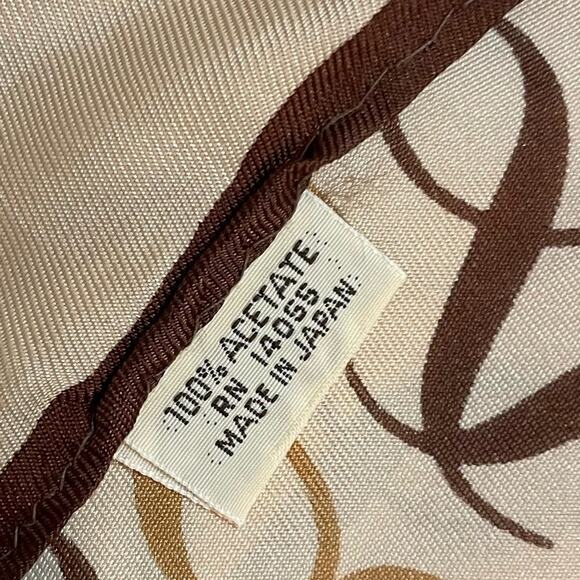 100% ACETATE
RN 14055
MADE IN JAPAN